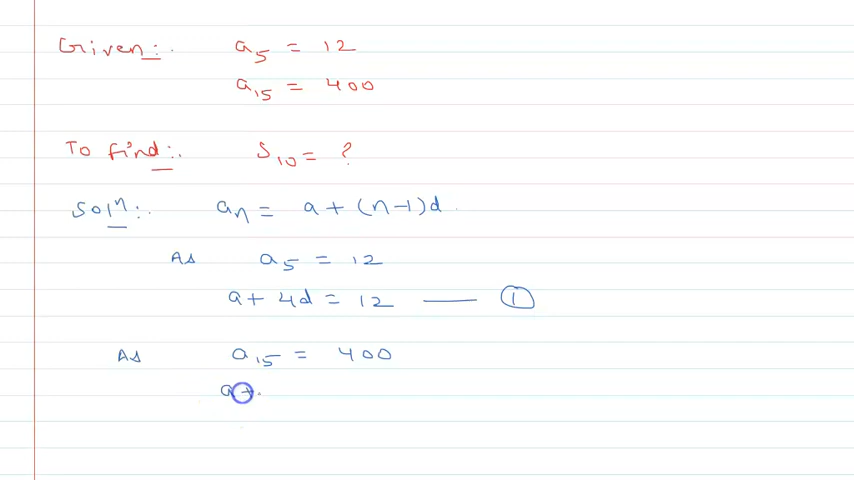 Given:. a5 = 12
a15 = 400
To find:. S10 = ?
Solⁿ:. an = a + (n-1)d.
As a5 = 12
a + 4d = 12 —— ①
As a15 = 400
a +